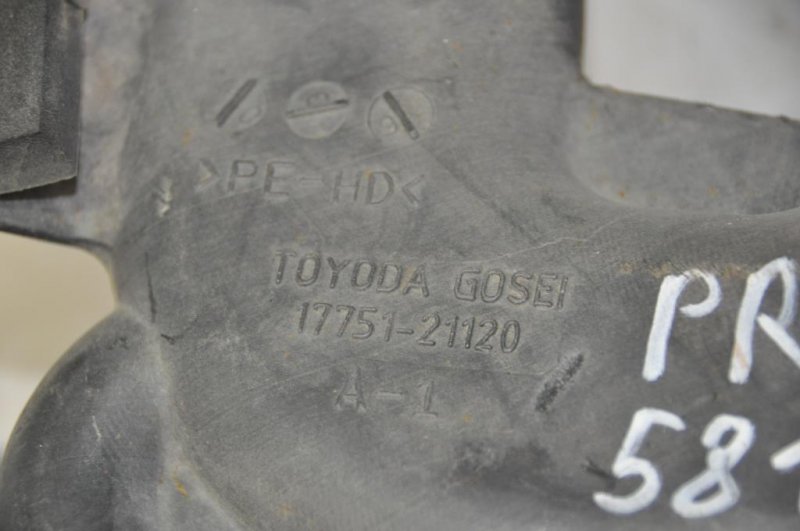 >PE-HD<
TOYODA GOSEI
17751-21120
A-1
PR
58